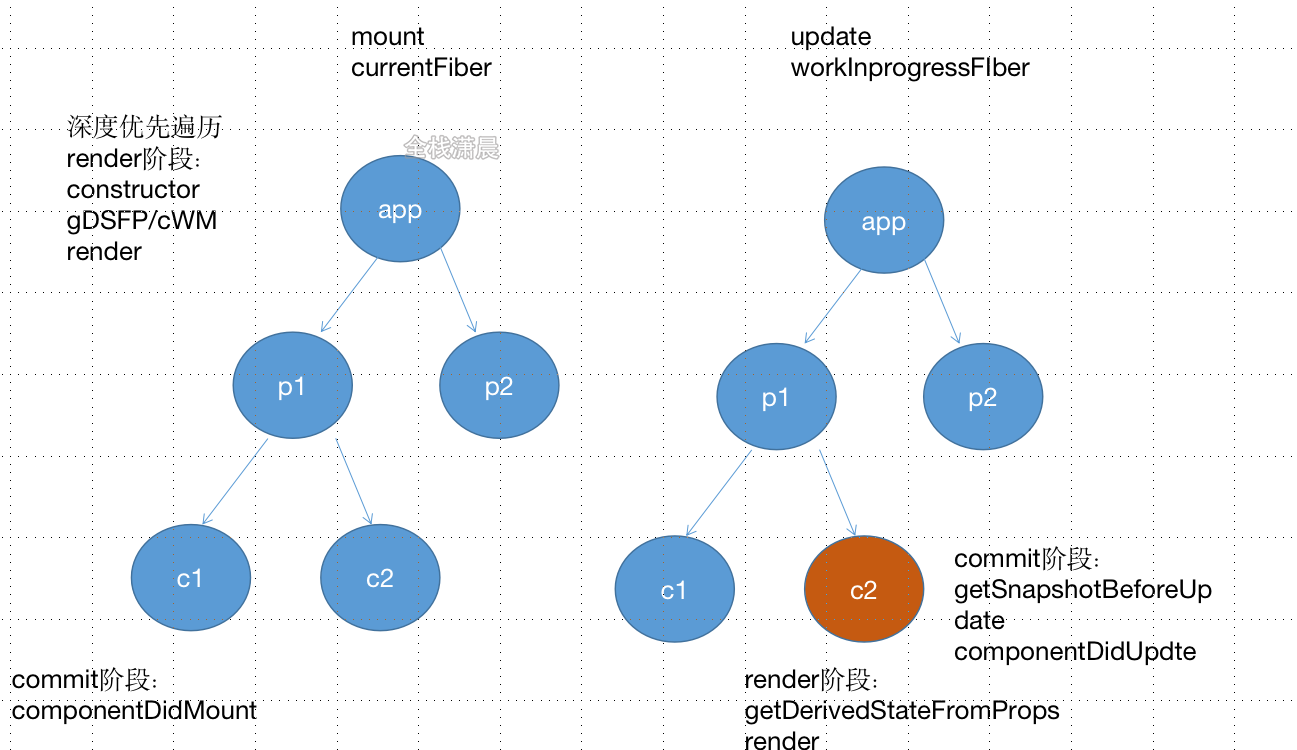 mount
currentFiber
update
workInprogressFIber
深度优先遍历
render阶段：
constructor
gDSFP/cWM
render
全栈潇晨
app
app
p1
p2
p1
p2
c1
c2
c1
c2
commit阶段：
getSnapshotBeforeUp
date
componentDidUpdte
commit阶段：
componentDidMount
render阶段：
getDerivedStateFromProps
render